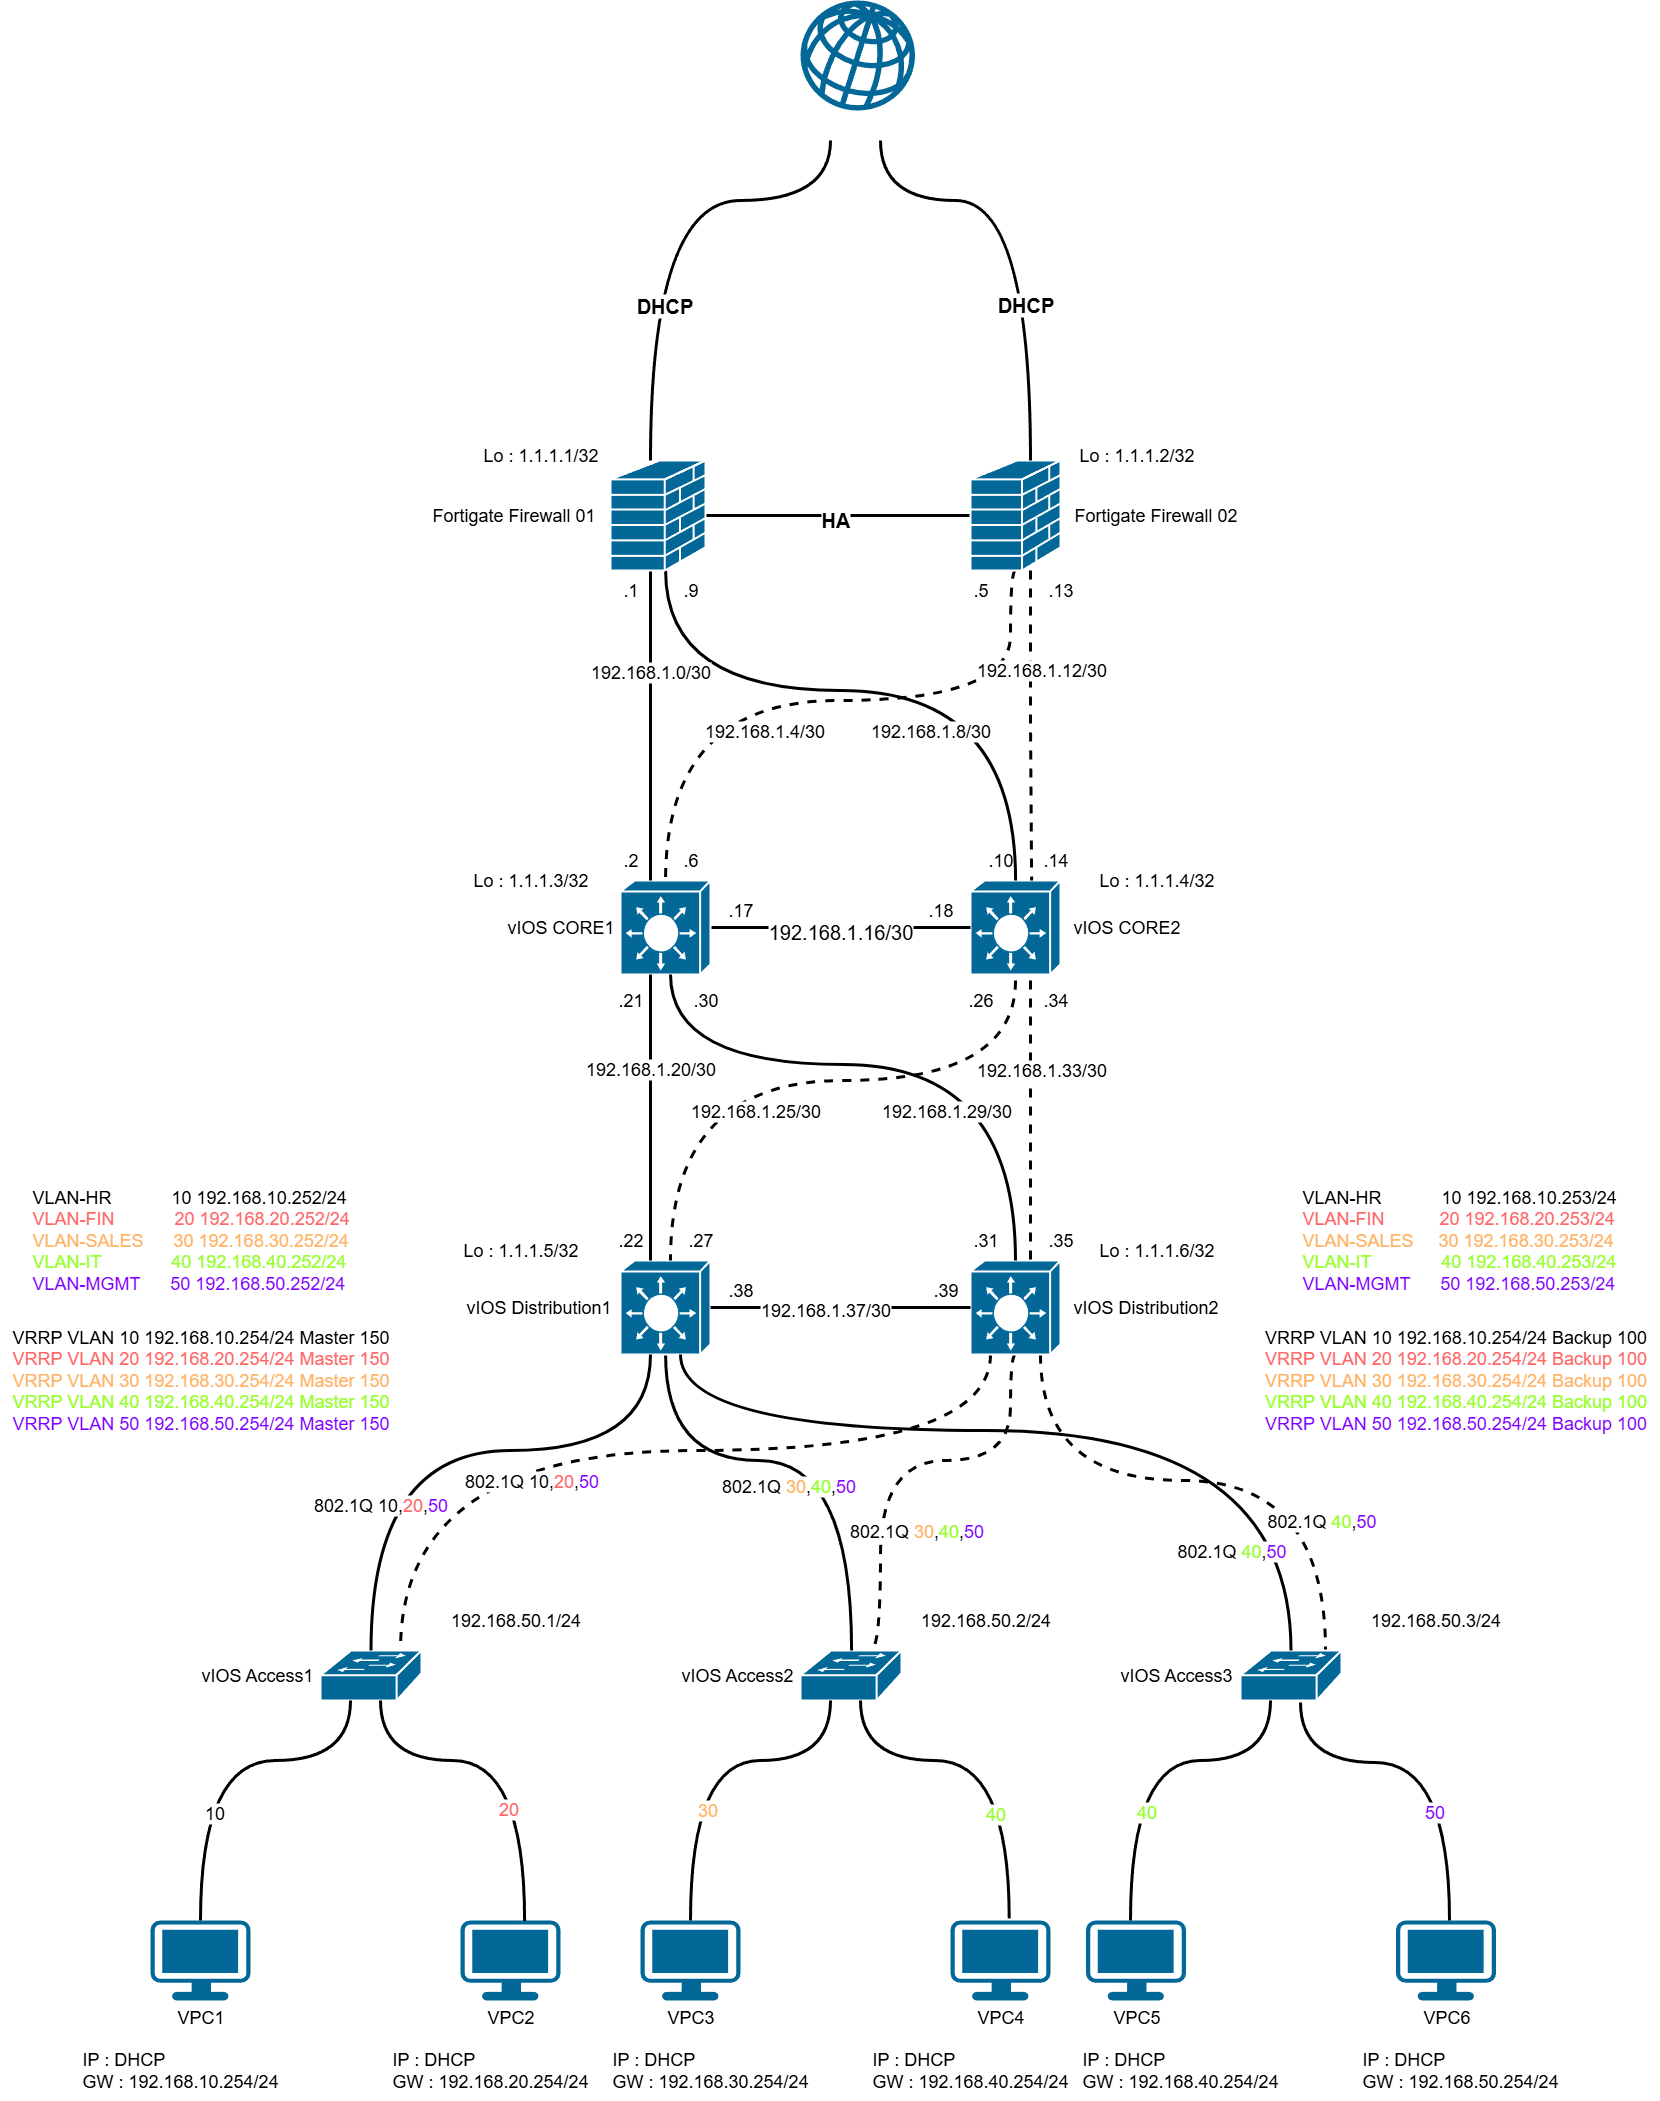 DHCP
DHCP
Lo : 1.1.1.1/32
Lo : 1.1.1.2/32
Fortigate Firewall 01
HA
Fortigate Firewall 02
.1
.9
.5
.13
192.168.1.0/30
192.168.1.12/30
192.168.1.4/30
192.168.1.8/30
.2
.6
.10
.14
Lo : 1.1.1.3/32
Lo : 1.1.1.4/32
.17
.18
vIOS CORE1
192.168.1.16/30
vIOS CORE2
.21
.30
.26
.34
192.168.1.20/30
192.168.1.33/30
192.168.1.25/30
192.168.1.29/30
VLAN-HR 10 192.168.10.252/24
VLAN-FIN 20 192.168.20.252/24
VLAN-SALES 30 192.168.30.252/24
VLAN-IT 40 192.168.40.252/24
VLAN-MGMT 50 192.168.50.252/24
VLAN-HR 10 192.168.10.253/24
VLAN-FIN 20 192.168.20.253/24
VLAN-SALES 30 192.168.30.253/24
VLAN-IT 40 192.168.40.253/24
VLAN-MGMT 50 192.168.50.253/24
.22
.27
.31
.35
Lo : 1.1.1.5/32
Lo : 1.1.1.6/32
.38
.39
vIOS Distribution1
192.168.1.37/30
vIOS Distribution2
VRRP VLAN 10 192.168.10.254/24 Master 150
VRRP VLAN 20 192.168.20.254/24 Master 150
VRRP VLAN 30 192.168.30.254/24 Master 150
VRRP VLAN 40 192.168.40.254/24 Master 150
VRRP VLAN 50 192.168.50.254/24 Master 150
VRRP VLAN 10 192.168.10.254/24 Backup 100
VRRP VLAN 20 192.168.20.254/24 Backup 100
VRRP VLAN 30 192.168.30.254/24 Backup 100
VRRP VLAN 40 192.168.40.254/24 Backup 100
VRRP VLAN 50 192.168.50.254/24 Backup 100
802.1Q 10,20,50
802.1Q 10,20,50
802.1Q 30,40,50
802.1Q 30,40,50
802.1Q 40,50
802.1Q 40,50
192.168.50.1/24
192.168.50.2/24
192.168.50.3/24
vIOS Access1
vIOS Access2
vIOS Access3
10
20
30
40
40
50
VPC1
VPC2
VPC3
VPC4
VPC5
VPC6
IP : DHCP
GW : 192.168.10.254/24
IP : DHCP
GW : 192.168.20.254/24
IP : DHCP
GW : 192.168.30.254/24
IP : DHCP
GW : 192.168.40.254/24
IP : DHCP
GW : 192.168.40.254/24
IP : DHCP
GW : 192.168.50.254/24